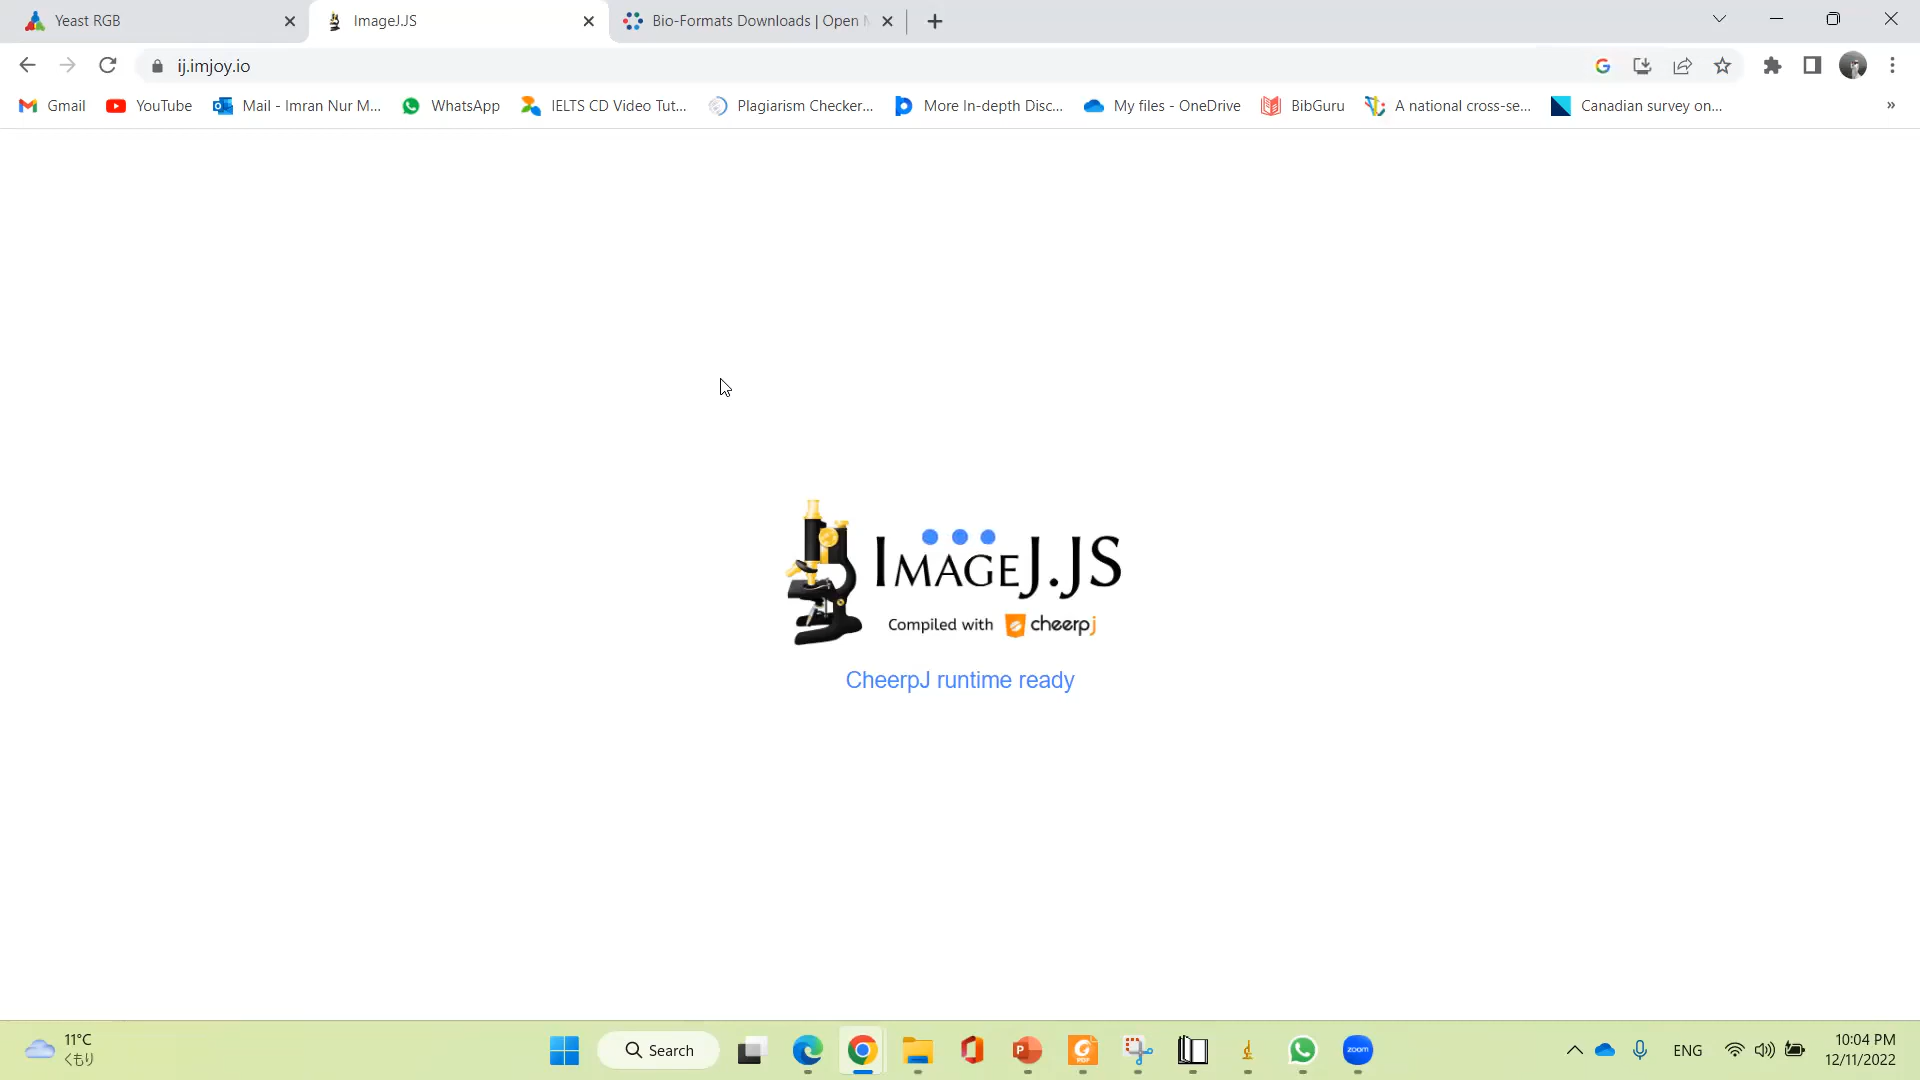 Yeast RGB
ImageJ.JS
Bio-Formats Downloads | Open
ij.imjoy.io
Gmail
YouTube
Mail - Imran Nur M...
WhatsApp
IELTS CD Video Tut...
Plagiarism Checker...
More In-depth Disc...
My files - OneDrive
BibGuru
A national cross-se...
Canadian survey on...
»
IMAGEJ.JS
Compiled with cheerpj
CheerpJ runtime ready
11°C
くもり
Search
P
PDF
zoom
ENG
10:04 PM
12/11/2022